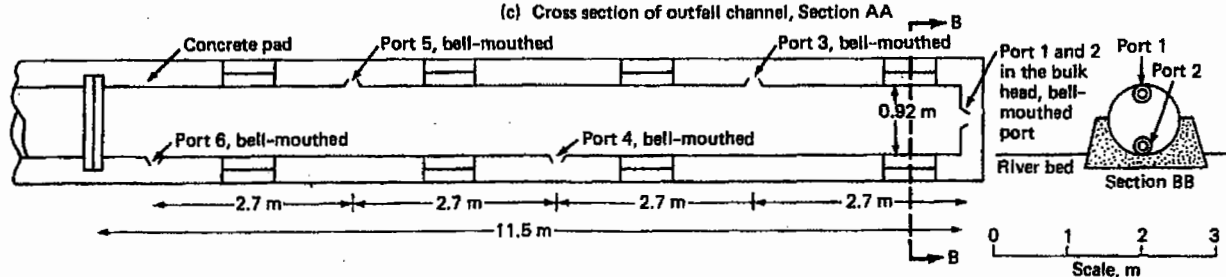 (c) Cross section of outfall channel, Section AA
B
Concrete pad
Port 5, bell-mouthed
Port 3, bell-mouthed
Port 1 and 2
in the bulk
head, bell-
mouthed
port
Port 1
Port 2
0.92 m
Port 6, bell-mouthed
Port 4, bell-mouthed
River bed
Section BB
2.7 m
2.7 m
2.7 m
2.7 m
11.5 m
B
0 1 2 3
Scale, m